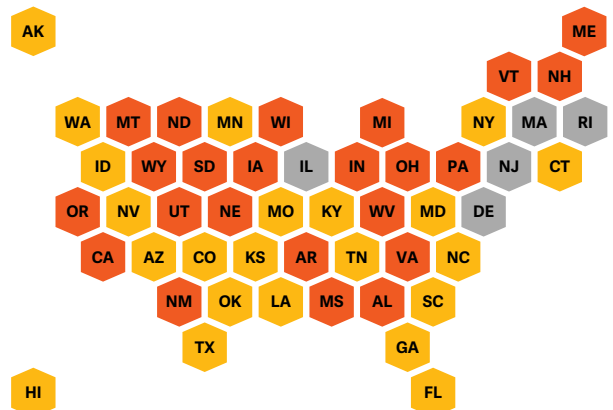 AK ME
VT NH
WA MT ND MN WI MI NY MA RI
ID WY SD IA IL IN OH PA NJ CT
OR NV UT NE MO KY WV MD DE
CA AZ CO KS AR TN VA NC
NM OK LA MS AL SC
TX GA
HI FL